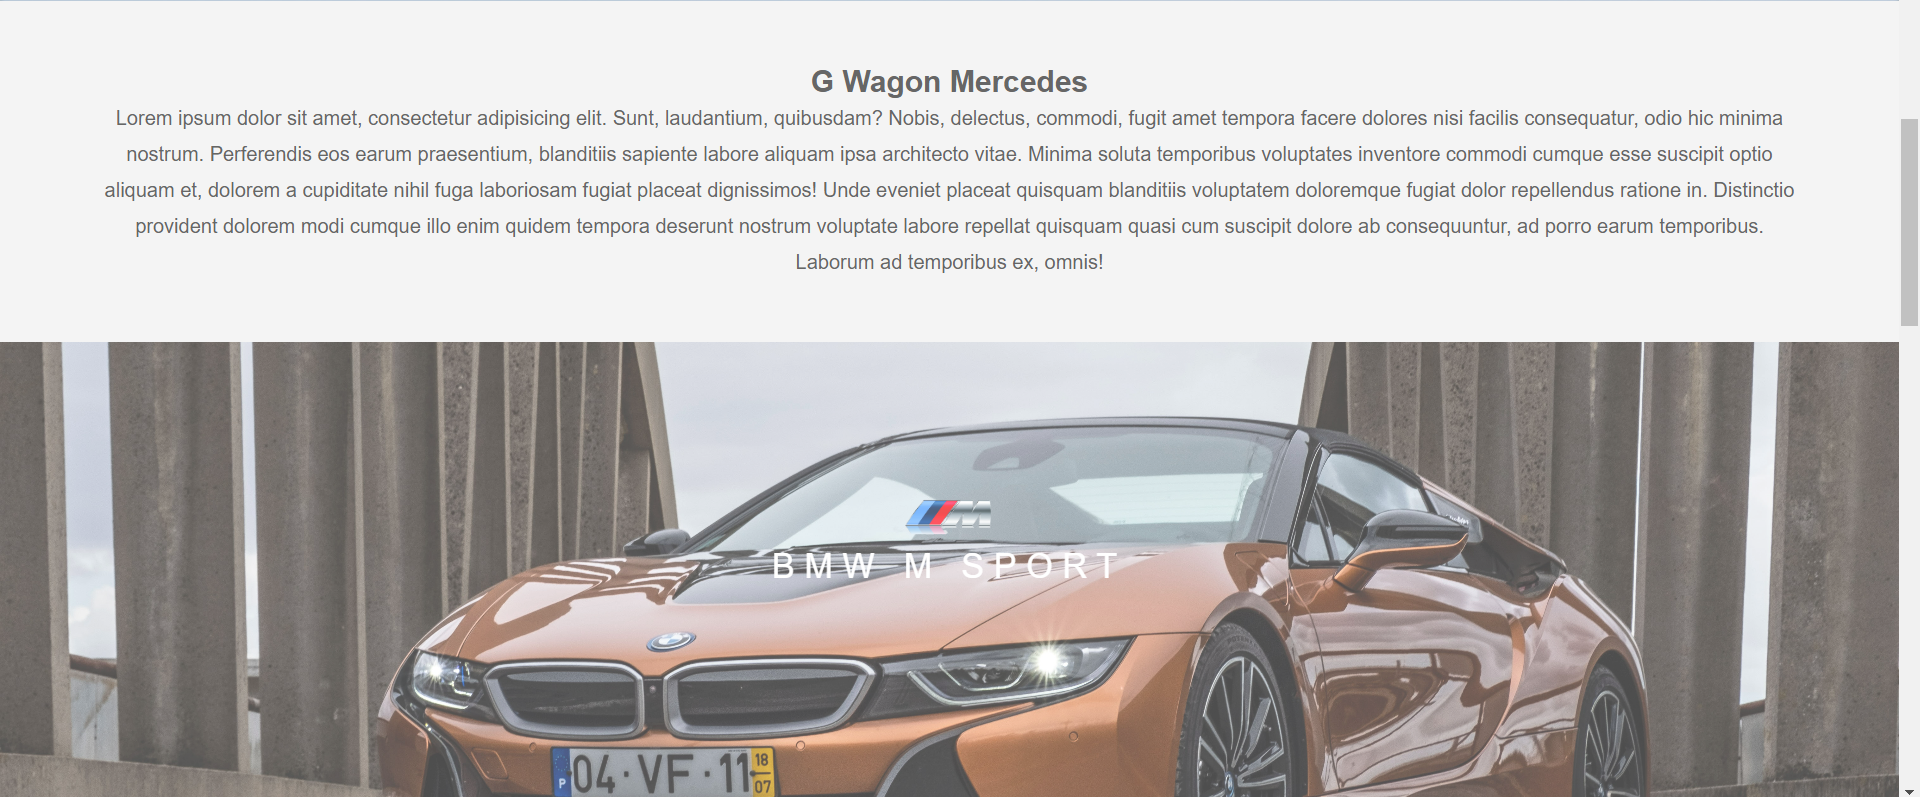 G Wagon Mercedes
Lorem ipsum dolor sit amet, consectetur adipisicing elit. Sunt, laudantium, quibusdam? Nobis, delectus, commodi, fugit amet tempora facere dolores nisi facilis consequatur, odio hic minima
nostrum. Perferendis eos earum praesentium, blanditiis sapiente labore aliquam ipsa architecto vitae. Minima soluta temporibus voluptates inventore commodi cumque esse suscipit optio
aliquam et, dolorem a cupiditate nihil fuga laboriosam fugiat placeat dignissimos! Unde eveniet placeat quisquam blanditiis voluptatem doloremque fugiat dolor repellendus ratione in. Distinctio
provident dolorem modi cumque illo enim quidem tempora deserunt nostrum voluptate labore repellat quisquam quasi cum suscipit dolore ab consequuntur, ad porro earum temporibus.
Laborum ad temporibus ex, omnis!
M
BMW M SPORT
P 04·VF·11 18 07